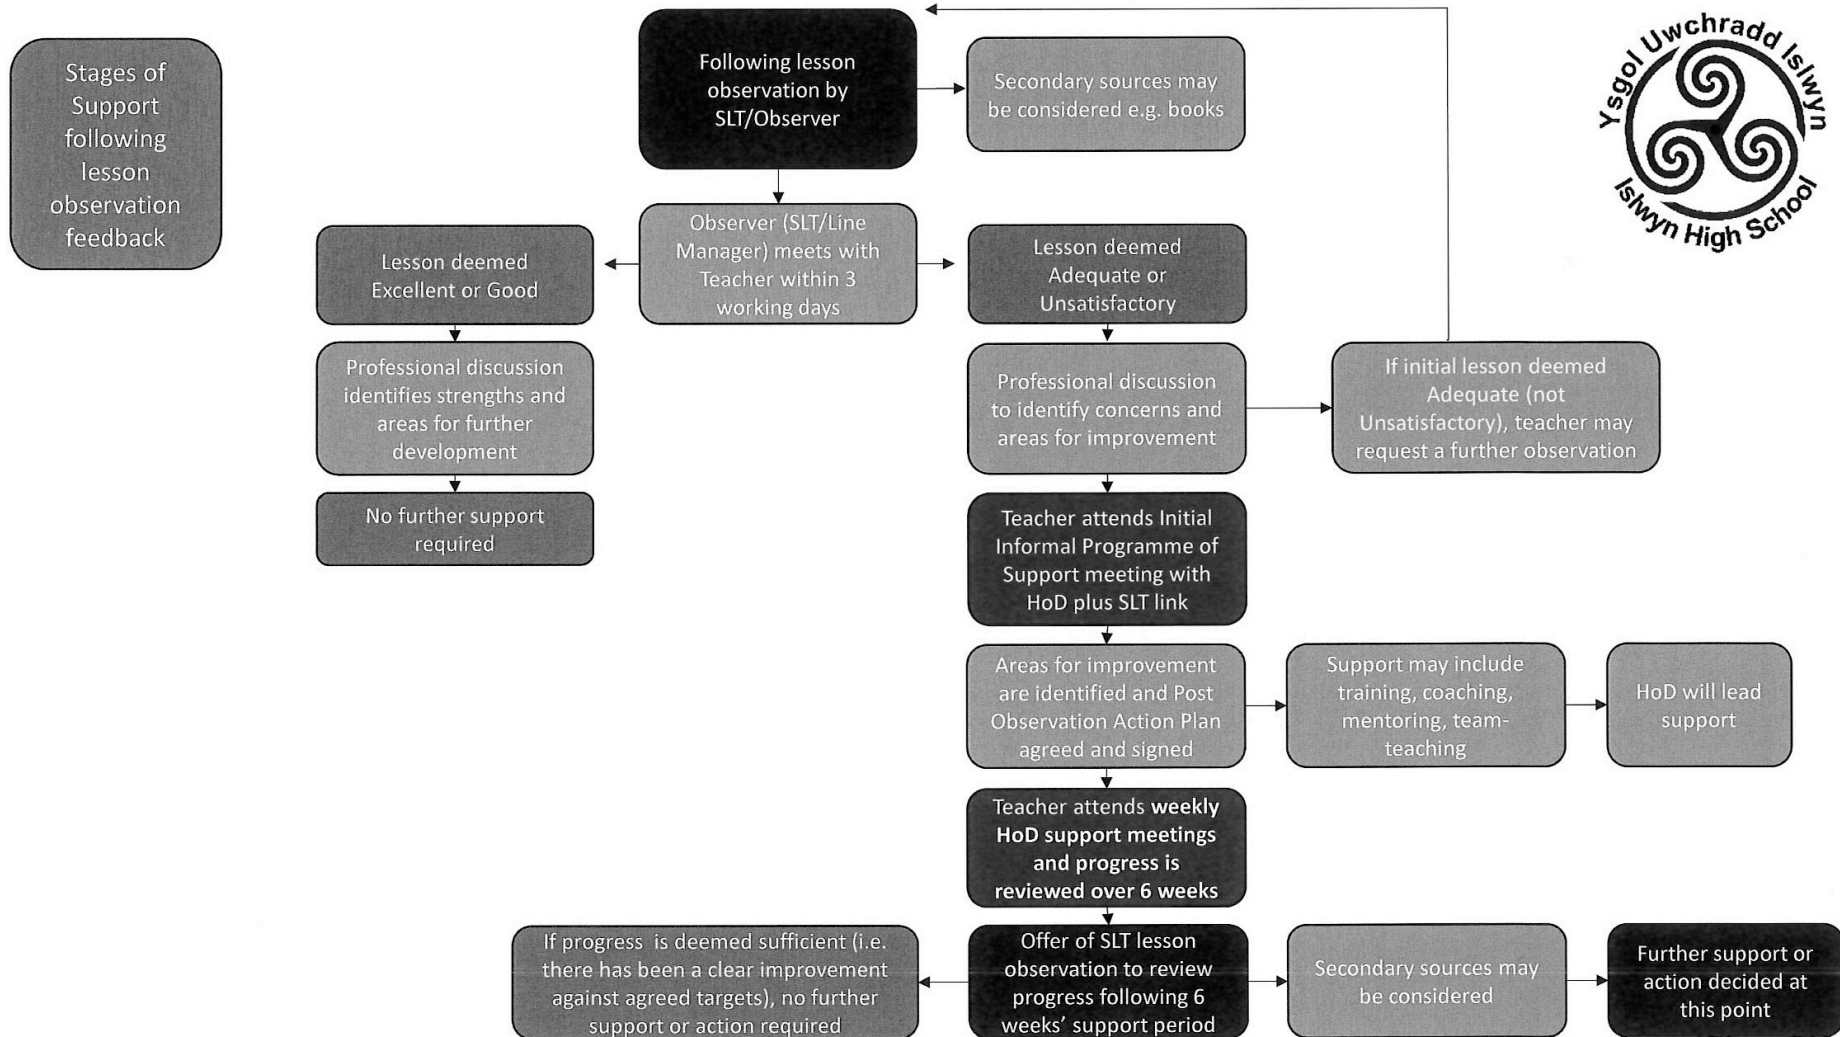 Stages of
Support
following
lesson
observation
feedback
Following lesson
observation by
SLT/Observer
Secondary sources may
be considered e.g. books
Ysgol Uwchradd Islwyn
Islwyn High School
Observer (SLT/Line
Manager) meets with
Teacher within 3
working days
Lesson deemed
Excellent or Good
Lesson deemed
Adequate or
Unsatisfactory
Professional discussion
identifies strengths and
areas for further
development
Professional discussion
to identify concerns and
areas for improvement
If initial lesson deemed
Adequate (not
Unsatisfactory), teacher may
request a further observation
No further support
required
Teacher attends Initial
Informal Programme of
Support meeting with
HoD plus SLT link
Areas for improvement
are identified and Post
Observation Action Plan
agreed and signed
Support may include
training, coaching,
mentoring, team-
teaching
HoD will lead
support
Teacher attends weekly
HoD support meetings
and progress is
reviewed over 6 weeks
If progress is deemed sufficient (i.e.
there has been a clear improvement
against agreed targets), no further
support or action required
Offer of SLT lesson
observation to review
progress following 6
weeks' support period
Secondary sources may
be considered
Further support or
action decided at
this point